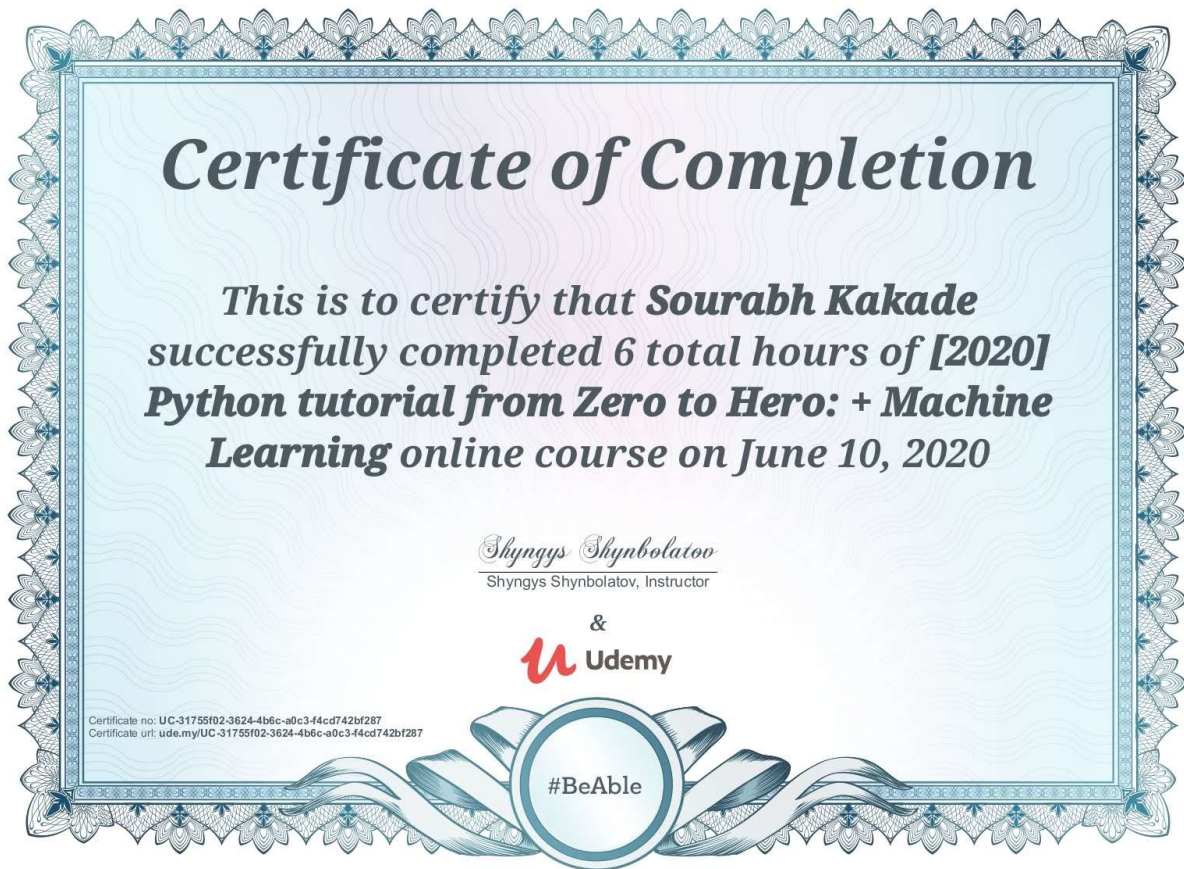 Certificate of Completion
This is to certify that Sourabh Kakade
successfully completed 6 total hours of [2020]
Python tutorial from Zero to Hero: + Machine
Learning online course on June 10, 2020
Shyngys Shynbolatov
Shyngys Shynbolatov, Instructor
&
Udemy
Certificate no: UC-31755f02-3624-4b6c-a0c3-f4cd742bf287
Certificate url: ude.my/UC-31755f02-3624-4b6c-a0c3-f4cd742bf287
#BeAble